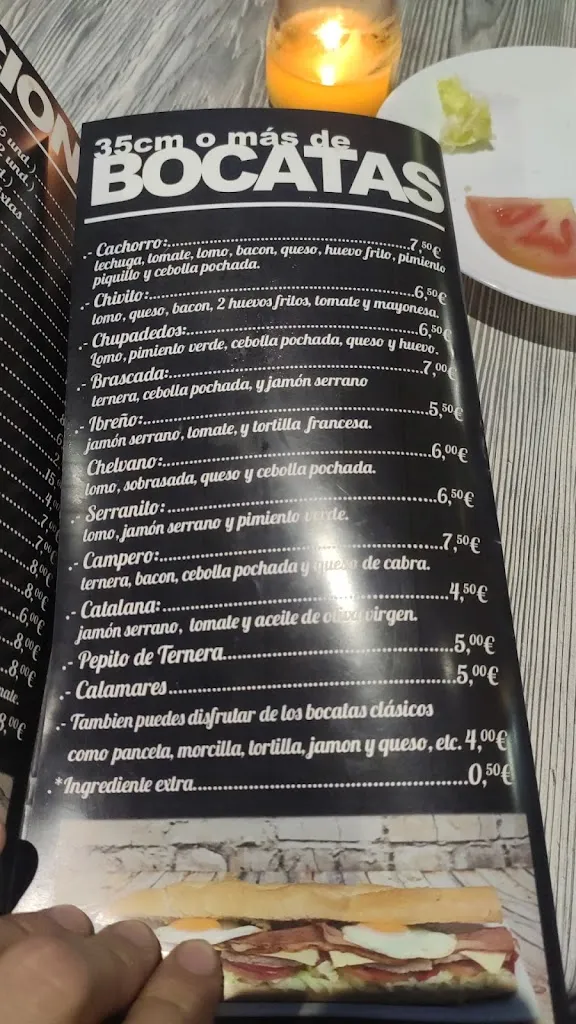 CION
35cm o más de
BOCATAS
.- Cachorro:...7,50€
lechuga, tomate, lomo, bacon, queso, huevo frito, pimiento
piquillo y cebolla pochada.
.- Chivito:...6,50€
lomo, queso, bacon, 2 huevos fritos, tomate y mayonesa.
.- Chupadedos:...6,50€
Lomo, pimiento verde, cebolla pochada, queso y huevo.
.- Brascada:...7,00€
ternera, cebolla pochada, y jamón serrano
.- Ibreño:...5,50€
jamón serrano, tomate, y tortilla francesa.
Chelvano:...6,00€
lomo, sobrasada, queso y cebolla pochada.
.- Serranito:...6,50€
lomo, jamón serrano y pimiento verde.
.- Campero:...7,50€
ternera, bacon, cebolla pochada y queso de cabra.
.- Catalana:...4,50€
jamón serrano, tomate y aceite de oliva virgen.
.- Pepito de Ternera...5,00€
.- Calamares...5,00€
.- Tambien puedes disfrutar de los bocatas clásicos
como panceta, morcilla, tortilla, jamon y queso, etc. 4,00€
.*Ingrediente extra...0,50€